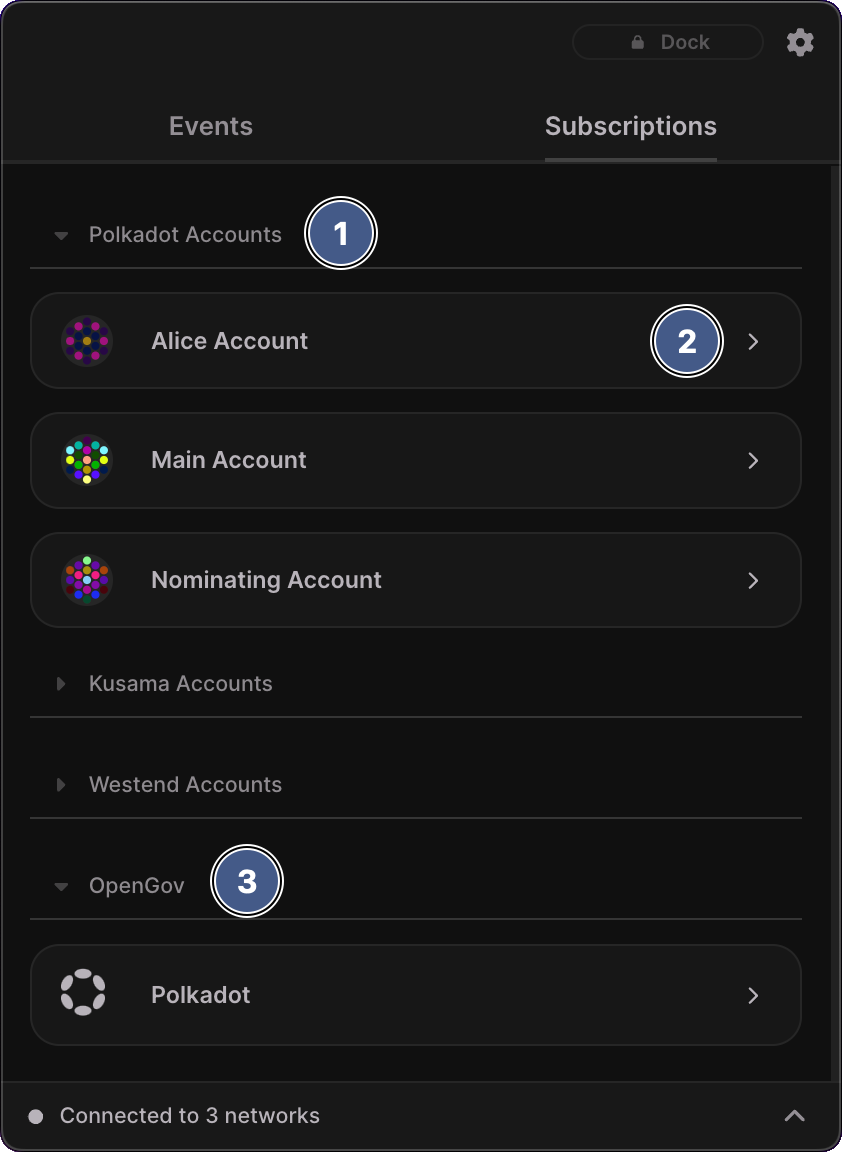 Dock
Events
Subscriptions
Polkadot Accounts
1
Alice Account
2
Main Account
Nominating Account
Kusama Accounts
Westend Accounts
OpenGov
3
Polkadot
Connected to 3 networks